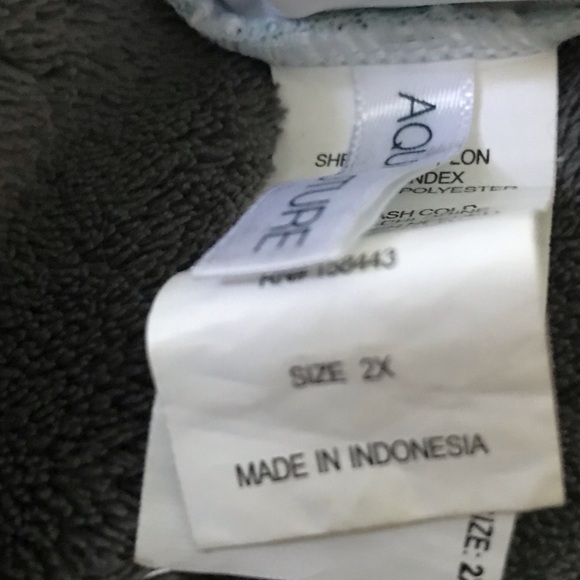 AQU
TURE
SHE LON
NDEX
POLYESTER
ASH COLD
RN# 158443
SIZE 2X
MADE IN INDONESIA
IZE: 2